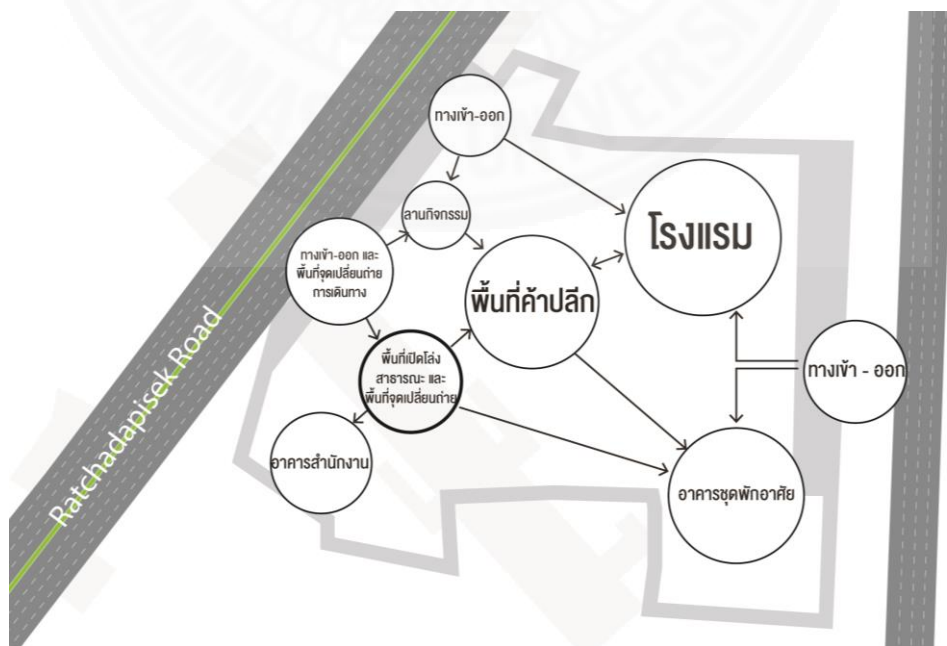 ทางเข้า-ออก
ลานกิจกรรม
โรงแรม
ทางเข้า-ออก และ
พื้นที่จุดเปลี่ยนถ่าย
การเดินทาง
พื้นที่ค้าปลีก
Ratchadapisek Road
พื้นที่เปิดโล่ง
สาธารณะ และ
พื้นที่จุดเปลี่ยนถ่าย
ทางเข้า - ออก
อาคารสำนักงาน
อาคารชุดพักอาศัย